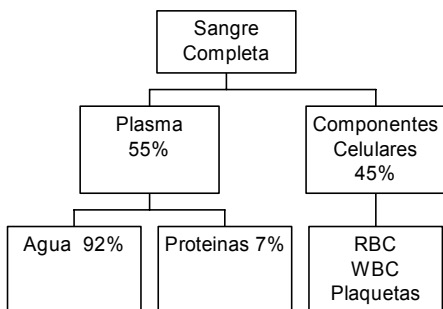 Sangre
Completa
Plasma
55%
Componentes
Celulares
45%
Agua 92%
Proteinas 7%
RBC
WBC
Plaquetas